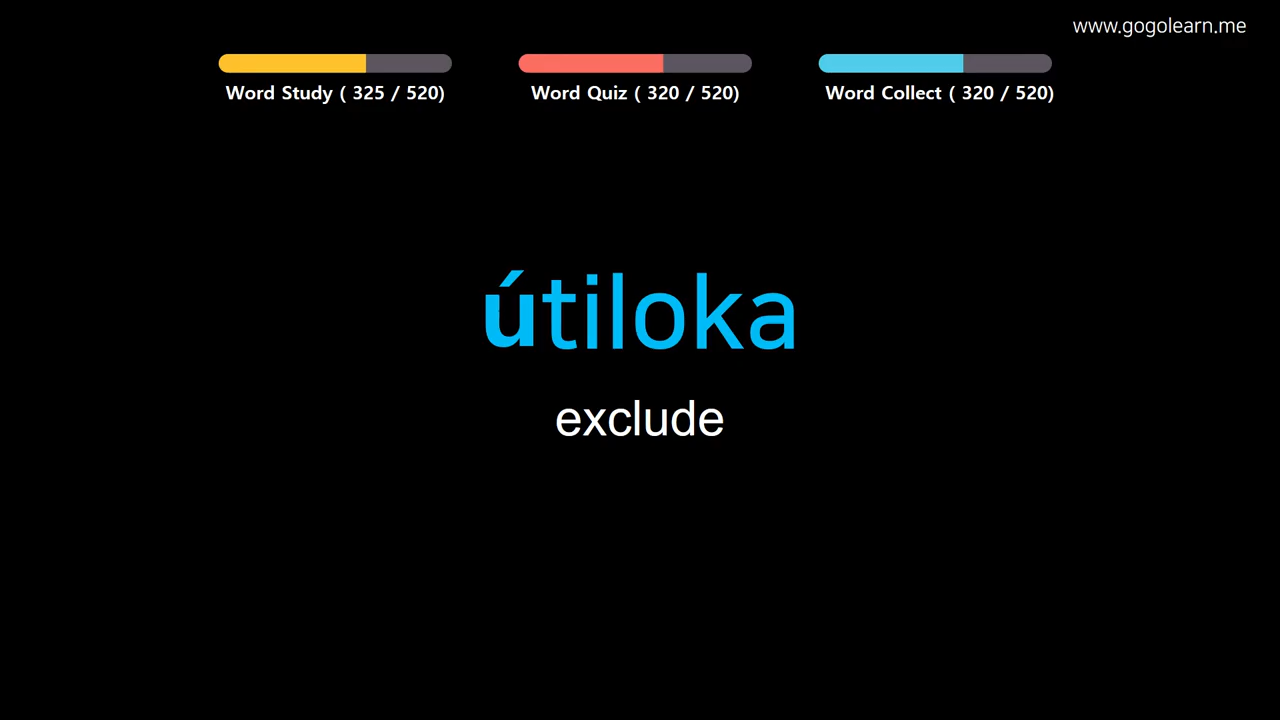 www.gogolearn.me
Word Study ( 325 / 520)
Word Quiz ( 320 / 520)
Word Collect ( 320 / 520)
útiloka
exclude